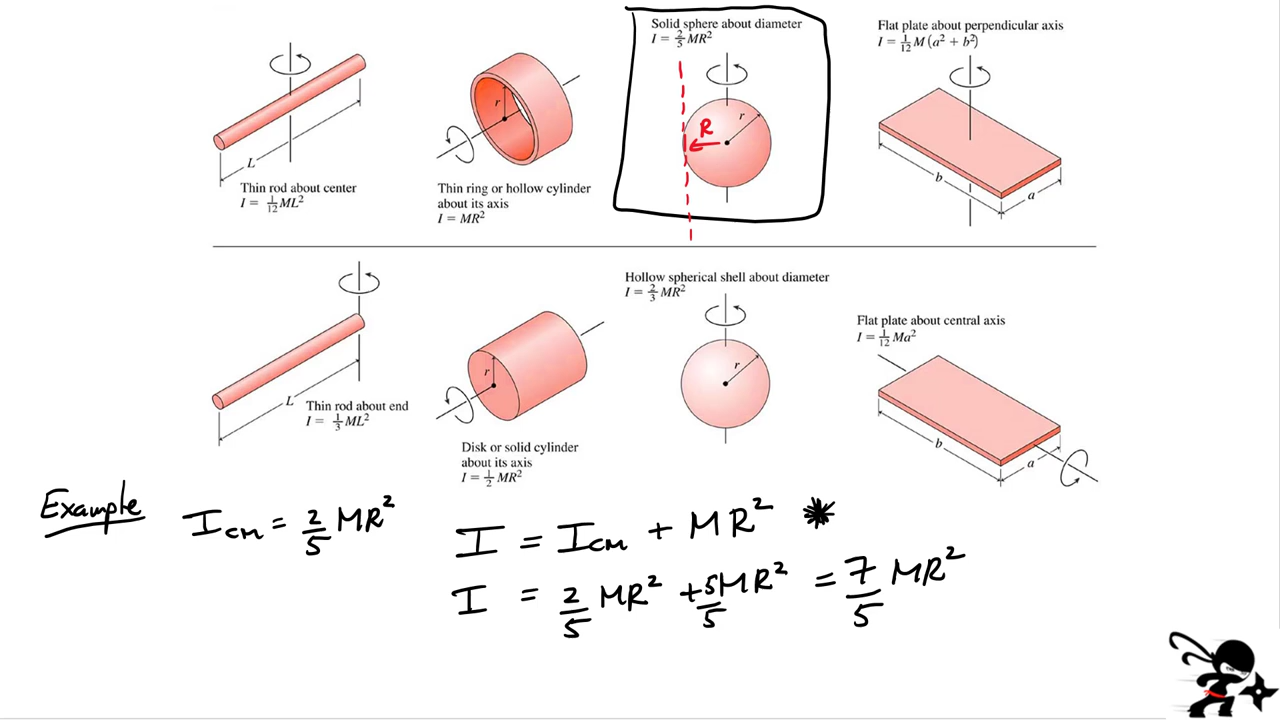 Solid sphere about diameter
I = 2/5 MR²
Flat plate about perpendicular axis
I = 1/12 M (a² + b²)
r
r
R
L
b
a
Thin rod about center
I = 1/12 ML²
Thin ring or hollow cylinder
about its axis
I = MR²
Hollow spherical shell about diameter
I = 2/3 MR²
Flat plate about central axis
I = 1/12 Ma²
r
r
L
b
a
Thin rod about end
I = 1/3 ML²
Disk or solid cylinder
about its axis
I = 1/2 MR²
Example
I_CM = 2/5 MR²
I = I_CM + MR² *
I = 2/5 MR² + 5/5 MR² = 7/5 MR²